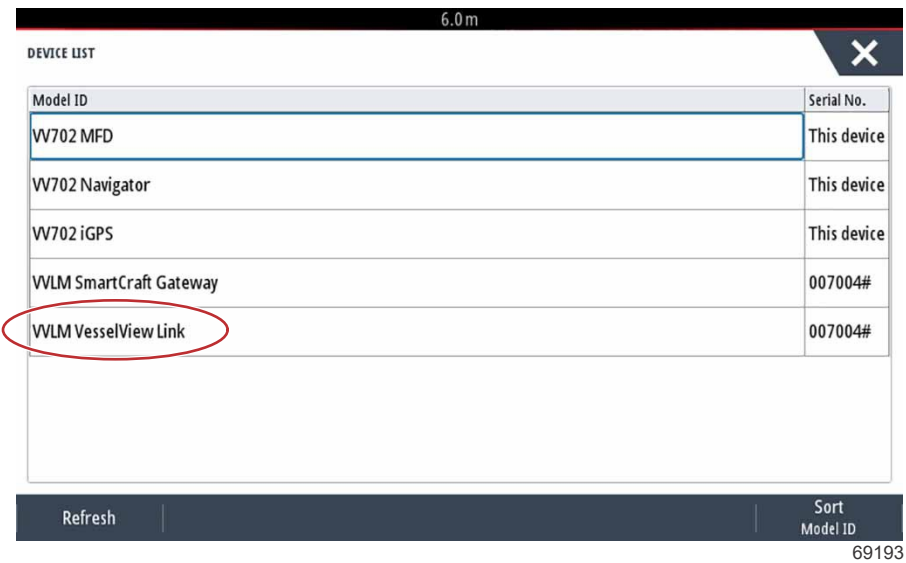 6.0 m
DEVICE LIST
Model ID Serial No.
VV702 MFD This device
VV702 Navigator This device
VV702 iGPS This device
VVLM SmartCraft Gateway 007004#
VVLM VesselView Link 007004#
Refresh Sort
Model ID
69193